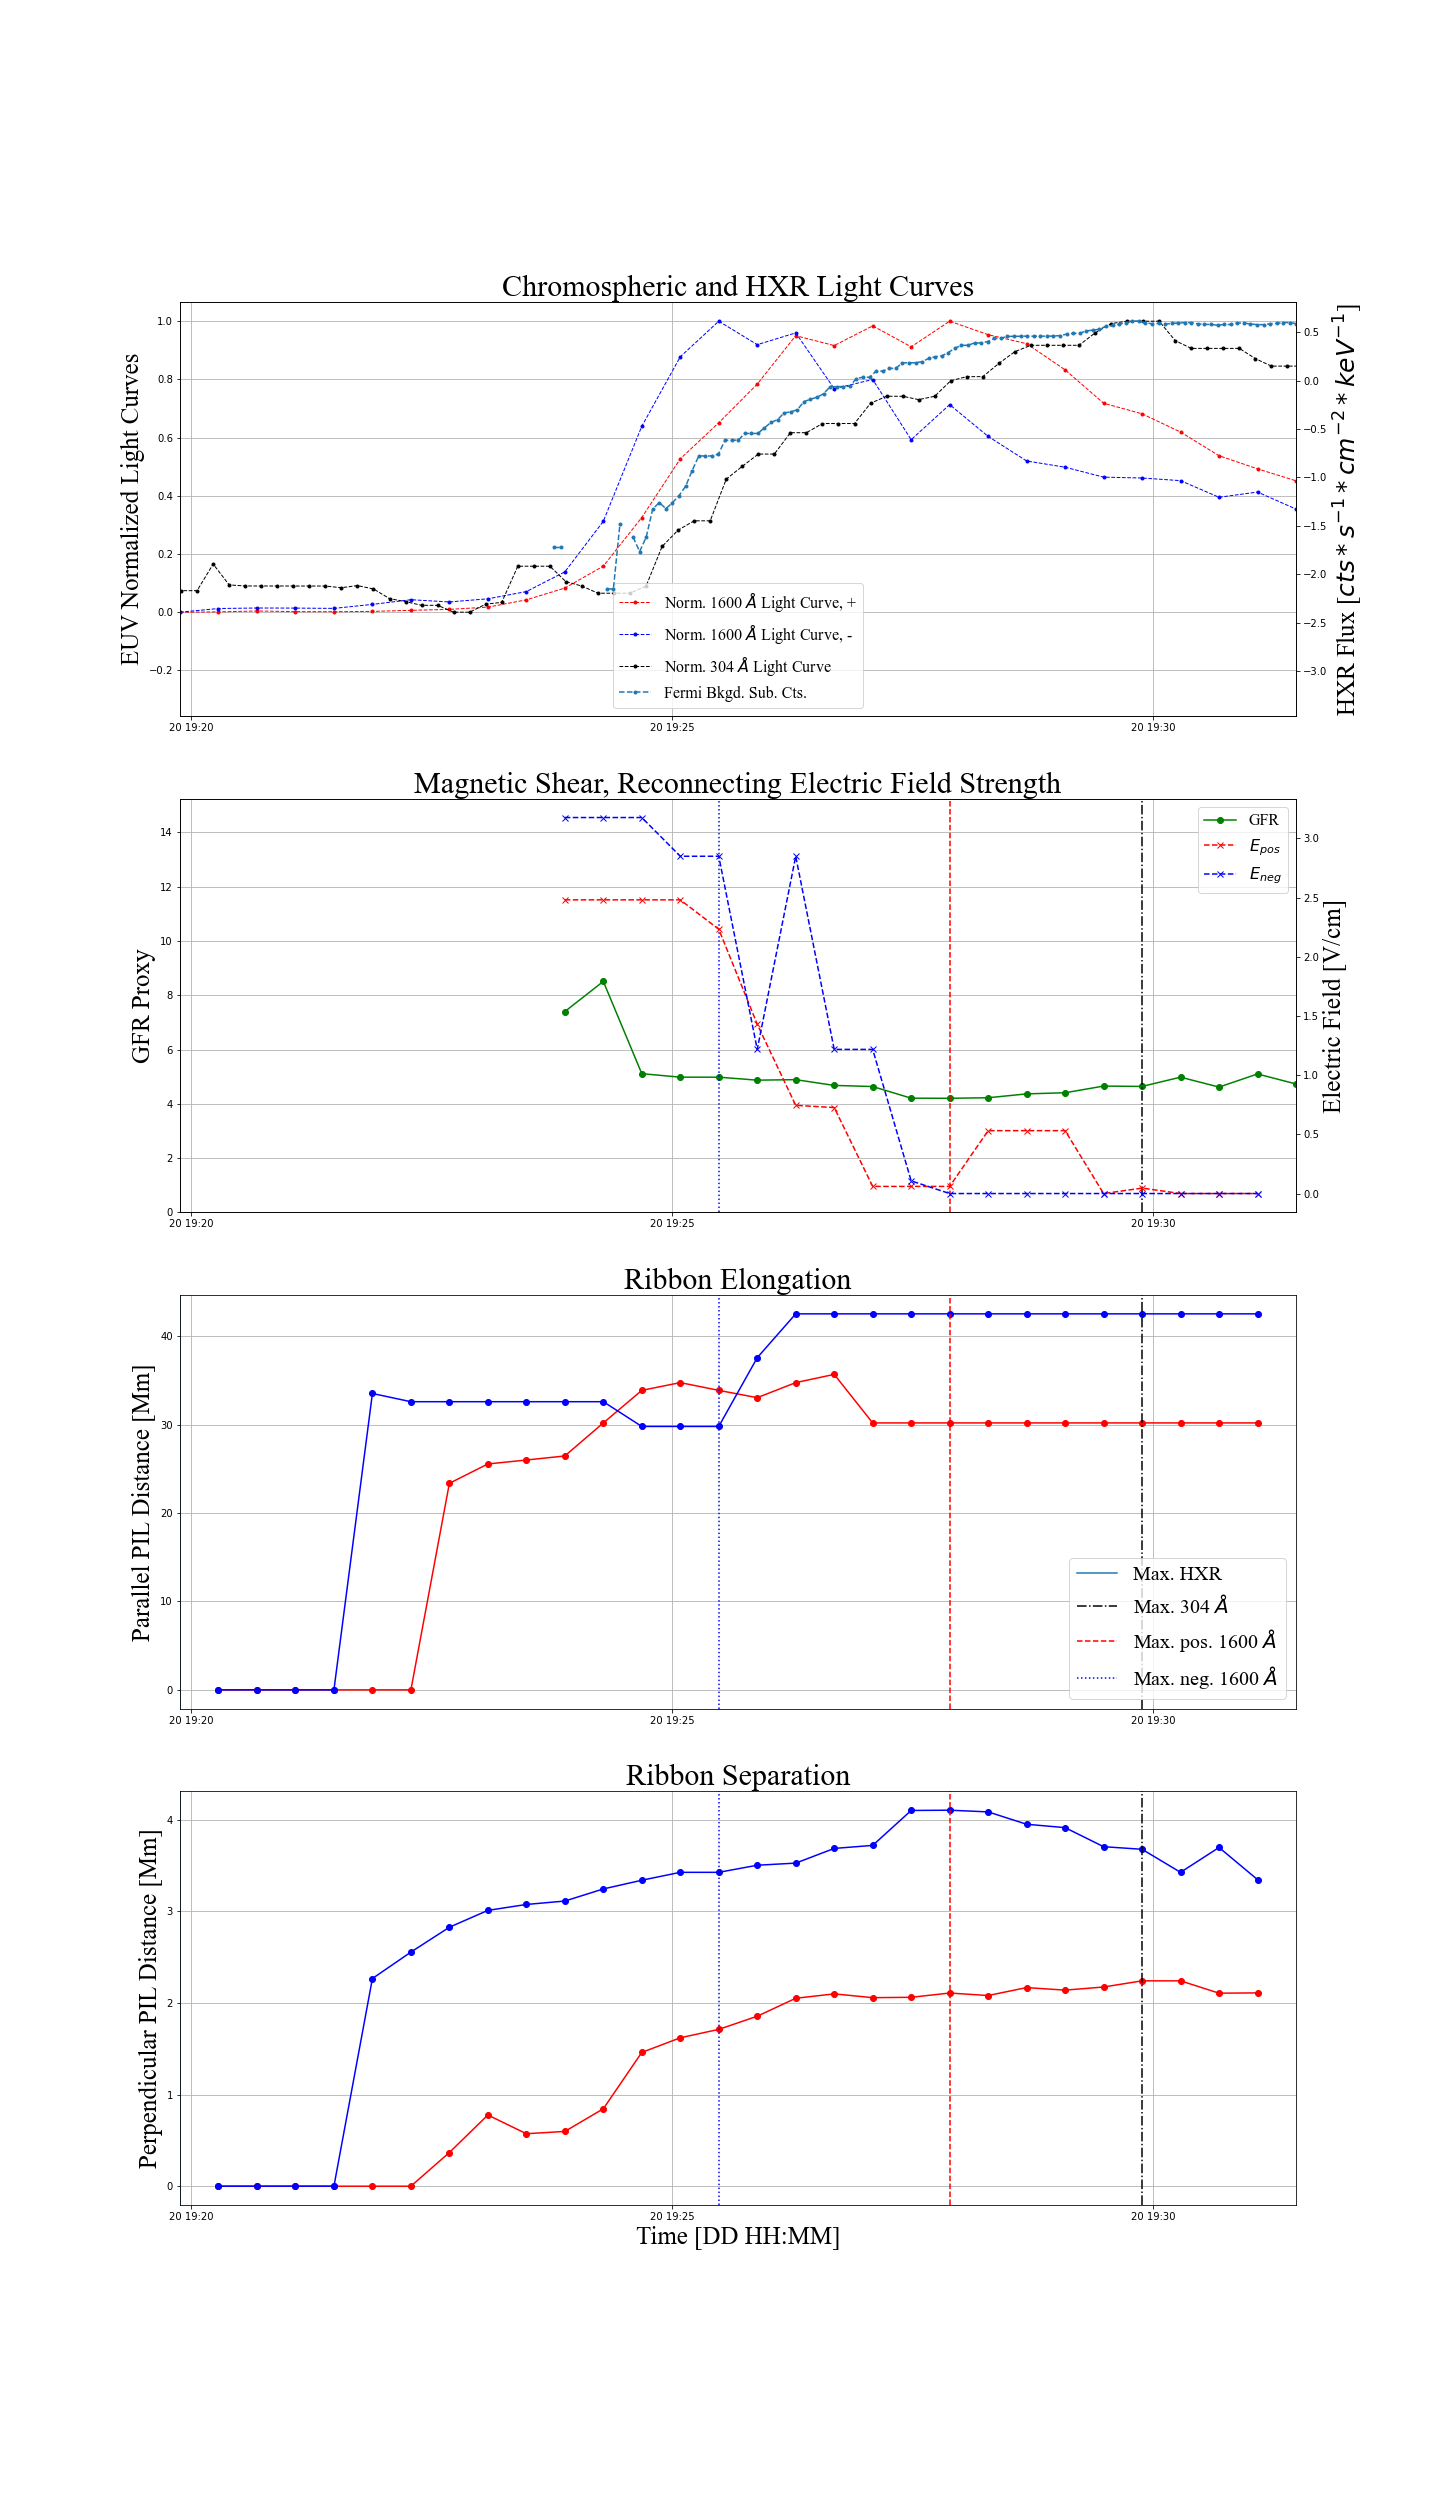 Chromospheric and HXR Light Curves
EUV Normalized Light Curves
1.0
0.8
0.6
0.4
0.2
0.0
−0.2
0.5
0.0
−0.5
−1.0
−1.5
−2.0
−2.5
−3.0
HXR Flux [cts * s⁻¹ * cm⁻² * keV⁻¹]
Norm. 1600 Å Light Curve, +
Norm. 1600 Å Light Curve, -
Norm. 304 Å Light Curve
Fermi Bkgd. Sub. Cts.
20 19:20 20 19:25 20 19:30
Magnetic Shear, Reconnecting Electric Field Strength
GFR Proxy
14
12
10
8
6
4
2
0
3.0
2.5
2.0
1.5
1.0
0.5
0.0
Electric Field [V/cm]
GFR
E_pos
E_neg
20 19:20 20 19:25 20 19:30
Ribbon Elongation
Parallel PIL Distance [Mm]
40
30
20
10
0
Max. HXR
Max. 304 Å
Max. pos. 1600 Å
Max. neg. 1600 Å
20 19:20 20 19:25 20 19:30
Ribbon Separation
Perpendicular PIL Distance [Mm]
4
3
2
1
0
20 19:20 20 19:25 20 19:30
Time [DD HH:MM]